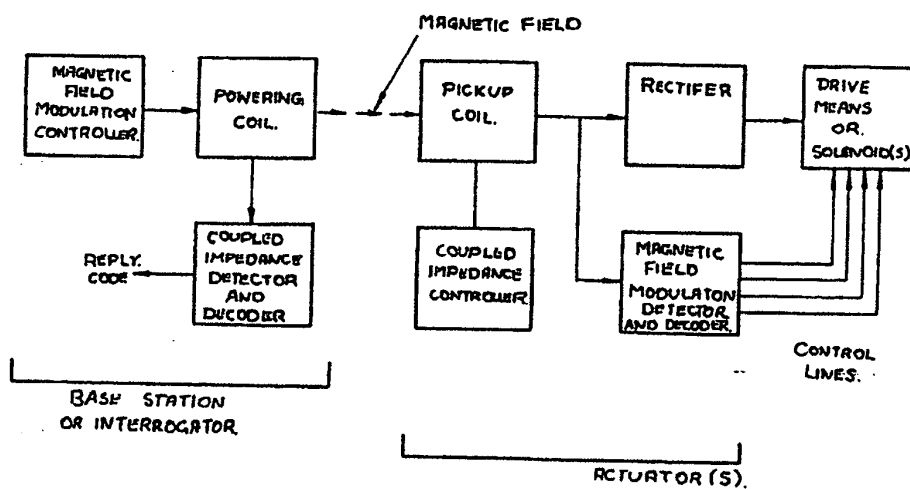 MAGNETIC FIELD
MAGNETIC
FIELD
MODULATION
CONTROLLER.
POWERING
COIL.
PICKUP
COIL.
RECTIFER
DRIVE
MEANS
OR.
SOLENOID(S)
REPLY.
CODE
COUPLED
IMPEDANCE
DETECTOR
AND
DECODER
COUPLED
IMPEDANCE
CONTROLLER
MAGNETIC
FIELD
MODULATON
DETECTOR
AND DECODER.
CONTROL
LINES.
BASE STATION
OR INTERROGATOR
ACTUATOR (S).